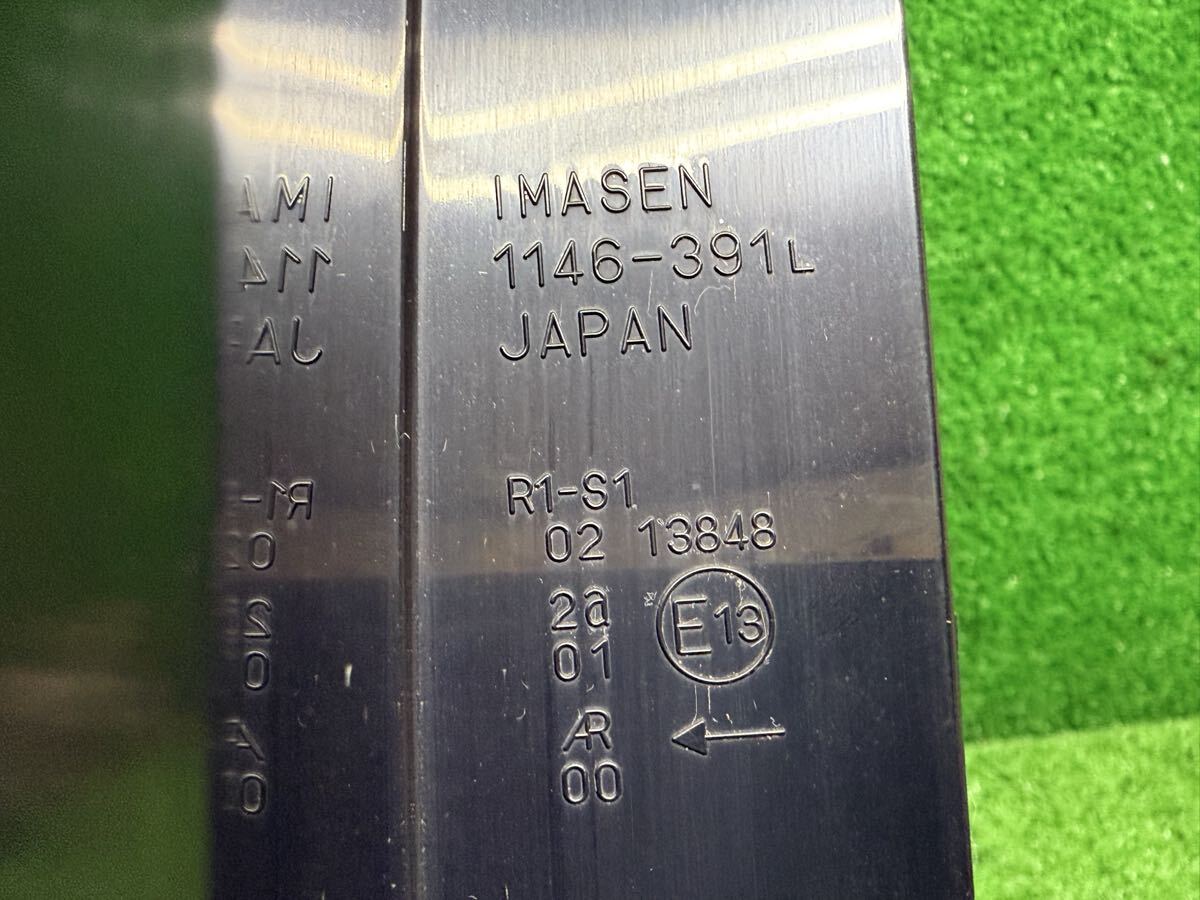 IMASEN
1146-391L
JAPAN
R1-S1
02 13848
2a
01
E13
AR
00